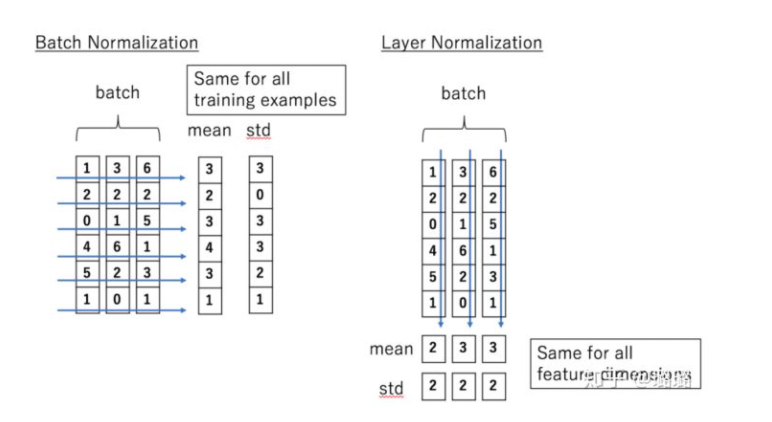 Batch Normalization
Layer Normalization
Same for all
training examples
batch
mean std
1 3 6 3 3
2 2 2 2 0
0 1 5 3 3
4 6 1 4 3
5 2 3 3 2
1 0 1 1 1
batch
1 3 6
2 2 2
0 1 5
4 6 1
5 2 3
1 0 1
mean 2 3 3
std 2 2 2
Same for all
feature dimensions
知乎 @璐璐